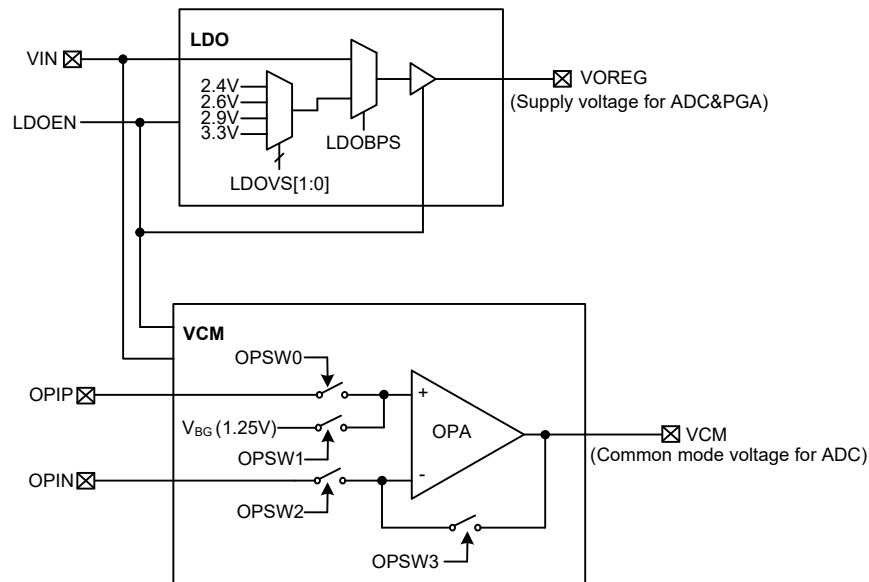 LDO
VIN
VOREG
(Supply voltage for ADC&PGA)
2.4V
2.6V
2.9V
3.3V
LDOEN
LDOBPS
LDOVS[1:0]
VCM
OPSW0
OPIP
+
VBG (1.25V)
OPA
VCM
(Common mode voltage for ADC)
OPSW1
OPIN
-
OPSW2
OPSW3